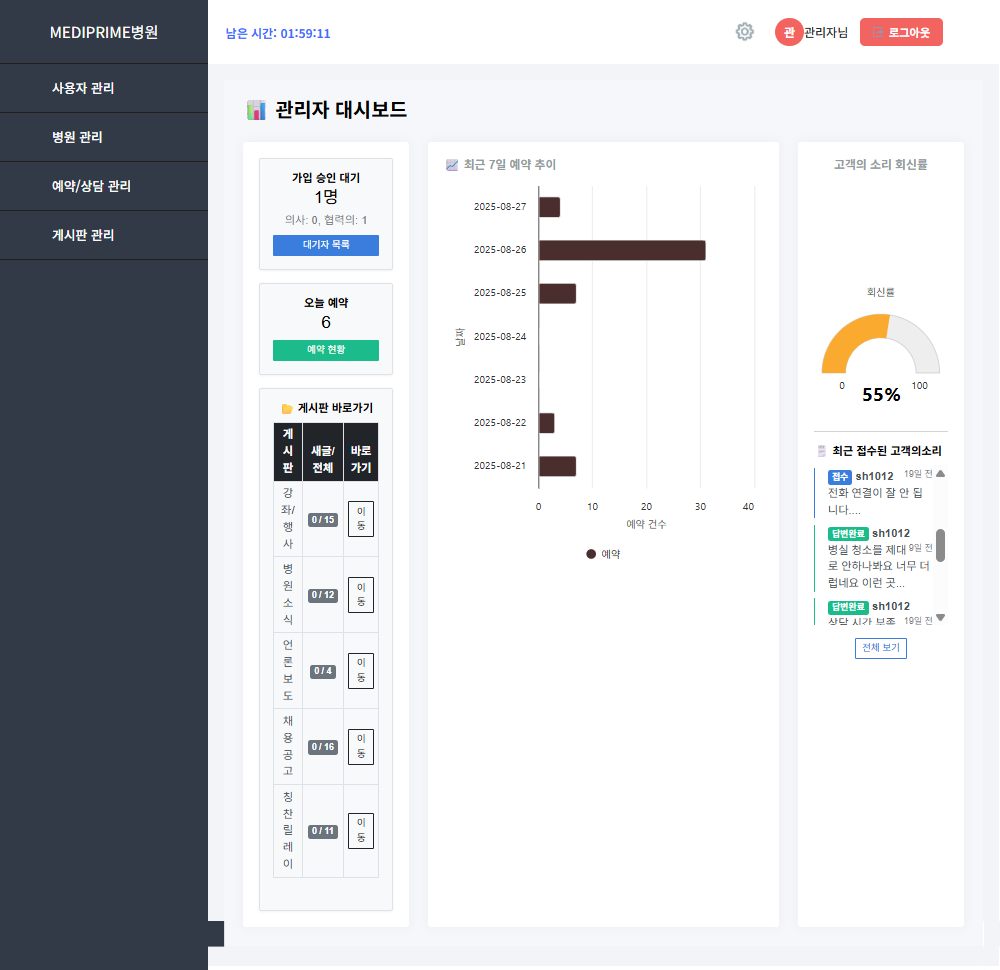 MEDIPRIME병원
사용자 관리
병원 관리
예약/상담 관리
게시판 관리
남은 시간: 01:59:11
관 관리자님
로그아웃
관리자 대시보드
가입 승인 대기
1명
의사: 0, 협력의: 1
대기자 목록
오늘 예약
6
예약 현황
게시판 바로가기
게
시
판
새글/
전체
바로
가기
강
좌/
행
사
0 / 15
이
동
병
원
소
식
0 / 12
이
동
언
론
보
도
0 / 4
이
동
채
용
공
고
0 / 16
이
동
칭
찬
릴
레
이
0 / 11
이
동
최근 7일 예약 추이
날짜
2025-08-27
2025-08-26
2025-08-25
2025-08-24
2025-08-23
2025-08-22
2025-08-21
0 10 20 30 40
예약 건수
예약
고객의 소리 회신률
회신률
0 100
55%
최근 접수된 고객의소리
접수 sh1012 19일 전
전화 연결이 잘 안 됩
니다....
답변완료 sh1012
병실 청소를 제대 9일 전
로 안하나봐요 너무 더
럽네요 이런 곳...
답변완료 sh1012
상담 시간 부족 19일 전
전체 보기